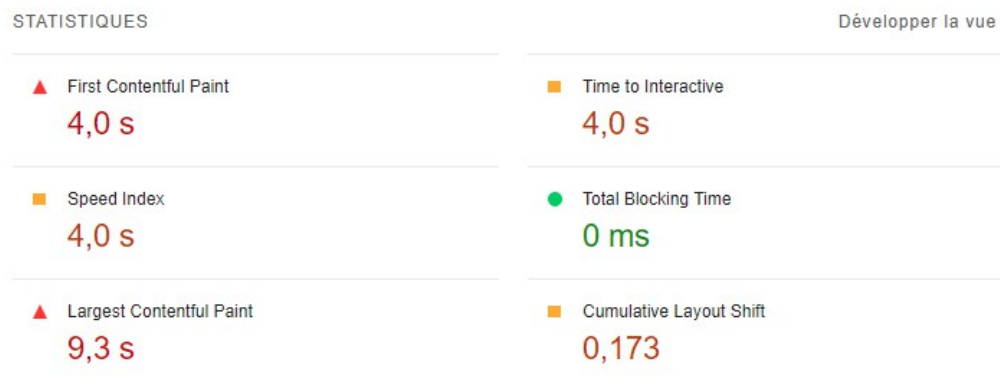 STATISTIQUES
Développer la vue
First Contentful Paint
4,0 s
Time to Interactive
4,0 s
Speed Index
4,0 s
Total Blocking Time
0 ms
Largest Contentful Paint
9,3 s
Cumulative Layout Shift
0,173